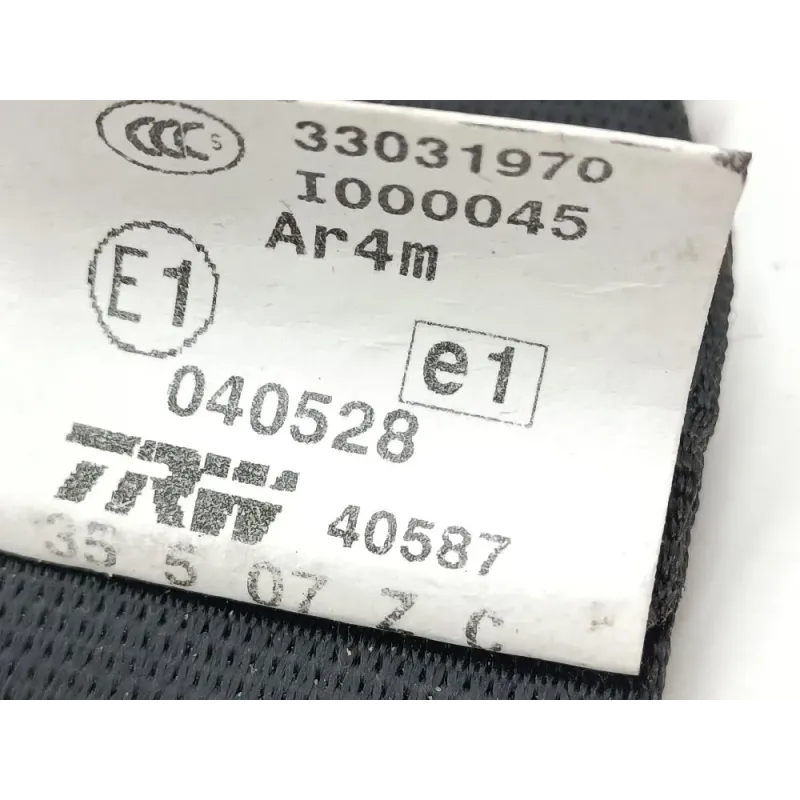 CCC S 33031970
I000045
Ar4m
E1
e1
040528
TRW 40587
35 5 07 Z C